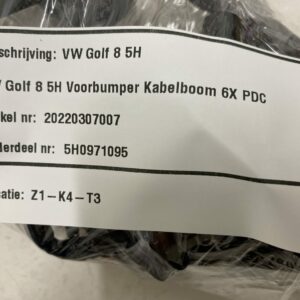 schrijving: VW Golf 8 5H
Golf 8 5H Voorbumper Kabelboom 6X PDC
kel nr: 20220307007
derdeel nr: 5H0971095
atie: Z1-K4-T3